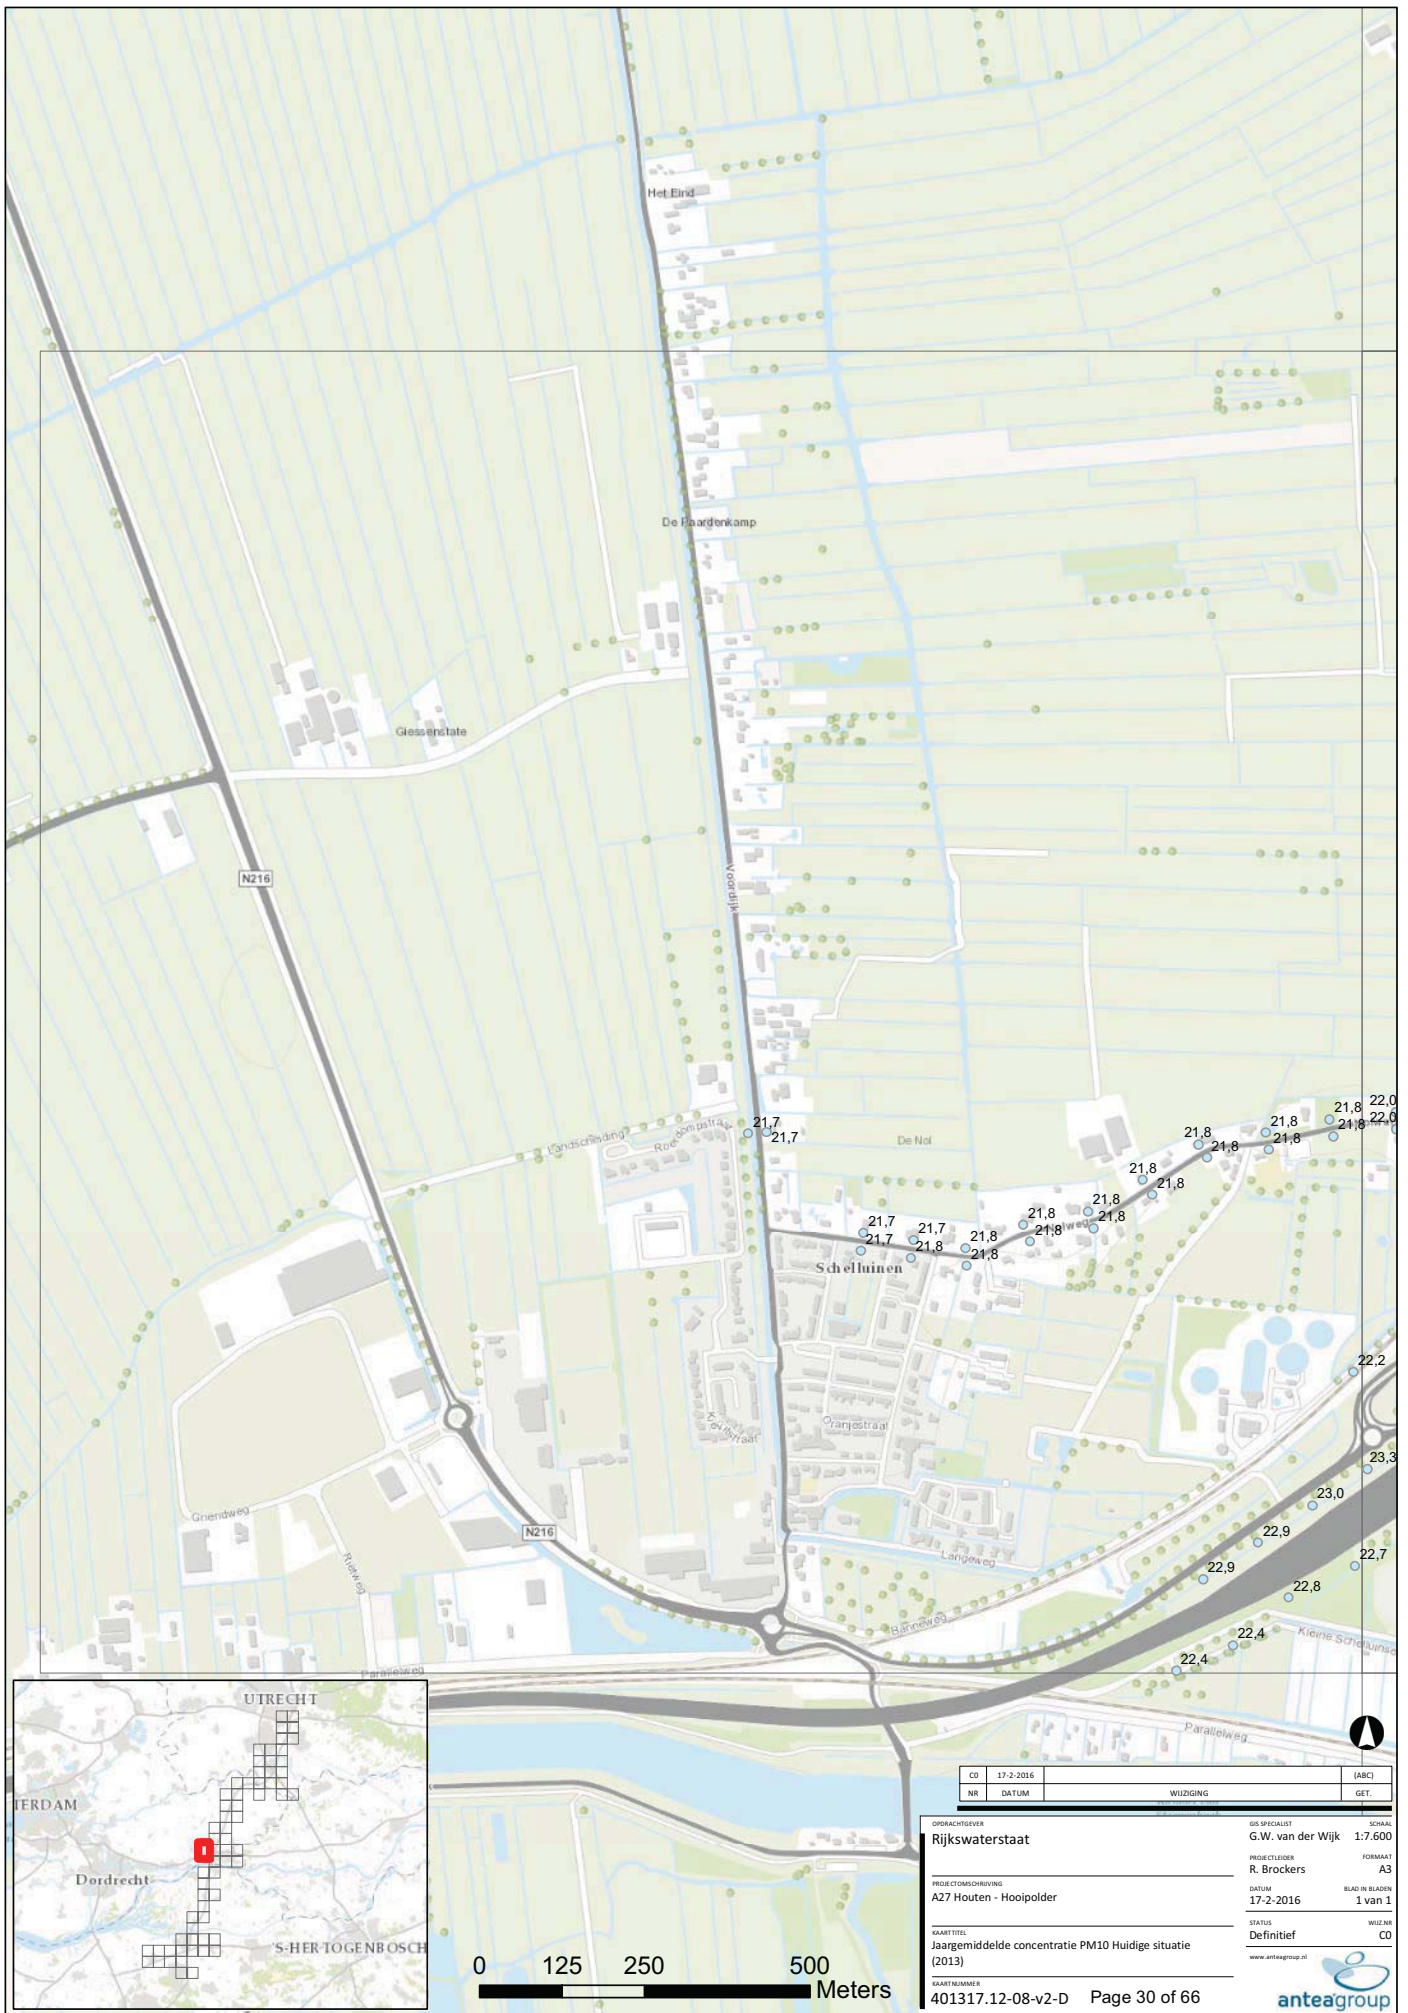 Het Eind
De Paardenkamp
Giessenstate
N216
Voordijk
Landscheiding
Roerdompstraat
De Nol
21,7
21,7
21,8
22,0
22,0
21,8
21,8
21,8
21,8
21,8
21,8
21,8
21,8
21,8
21,8
21,8
21,7
21,7
21,7
21,8
21,8
21,8
Schelluinen
22,2
Oranjestraat
23,3
23,0
Griendweg
N216
Langeweg
22,9
22,9
22,7
Rietweg
22,8
Banneweg
22,4
22,4
Parallelweg
Parallelweg
UTRECHT
TERDAM
Dordrecht
'S-HERTOGENBOSCH
0 125 250 500
Meters
C0 17-2-2016 (ABC)
NR DATUM WIJZIGING GET.
OPDRACHTGEVER
Rijkswaterstaat
GIS SPECIALIST SCHAAL
G.W. van der Wijk 1:7.600
PROJECTLEIDER FORMAAT
R. Brockers A3
PROJECTOMSCHRIJVING
A27 Houten - Hooipolder
DATUM BLAD IN BLADEN
17-2-2016 1 van 1
STATUS WIJZ.NR
Definitief C0
KAARTTITEL
Jaargemiddelde concentratie PM10 Huidige situatie
(2013)
www.anteagroup.nl
KAARTNUMMER
401317.12-08-v2-D Page 30 of 66
anteagroup